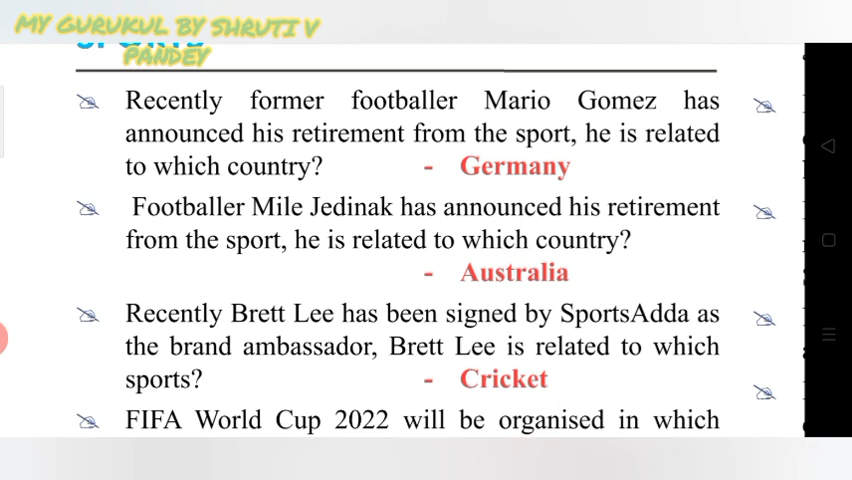 MY GURUKUL BY SHRUTI V
PANDEY
SPORTS
Recently former footballer Mario Gomez has
announced his retirement from the sport, he is related
to which country? - Germany
Footballer Mile Jedinak has announced his retirement
from the sport, he is related to which country?
- Australia
Recently Brett Lee has been signed by SportsAdda as
the brand ambassador, Brett Lee is related to which
sports? - Cricket
FIFA World Cup 2022 will be organised in which